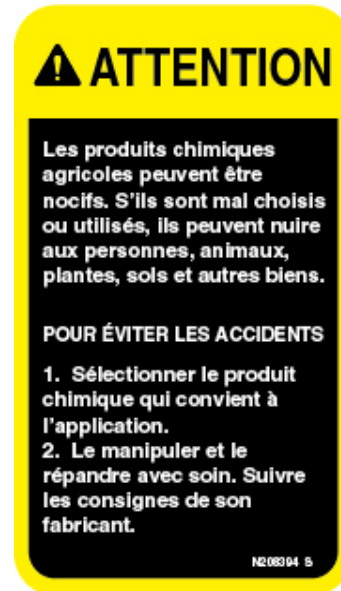 ATTENTION
Les produits chimiques
agricoles peuvent être
nocifs. S'ils sont mal choisis
ou utilisés, ils peuvent nuire
aux personnes, animaux,
plantes, sols et autres biens.
POUR ÉVITER LES ACCIDENTS
1. Sélectionner le produit
chimique qui convient à
l'application.
2. Le manipuler et le
répandre avec soin. Suivre
les consignes de son
fabricant.
N208394 S